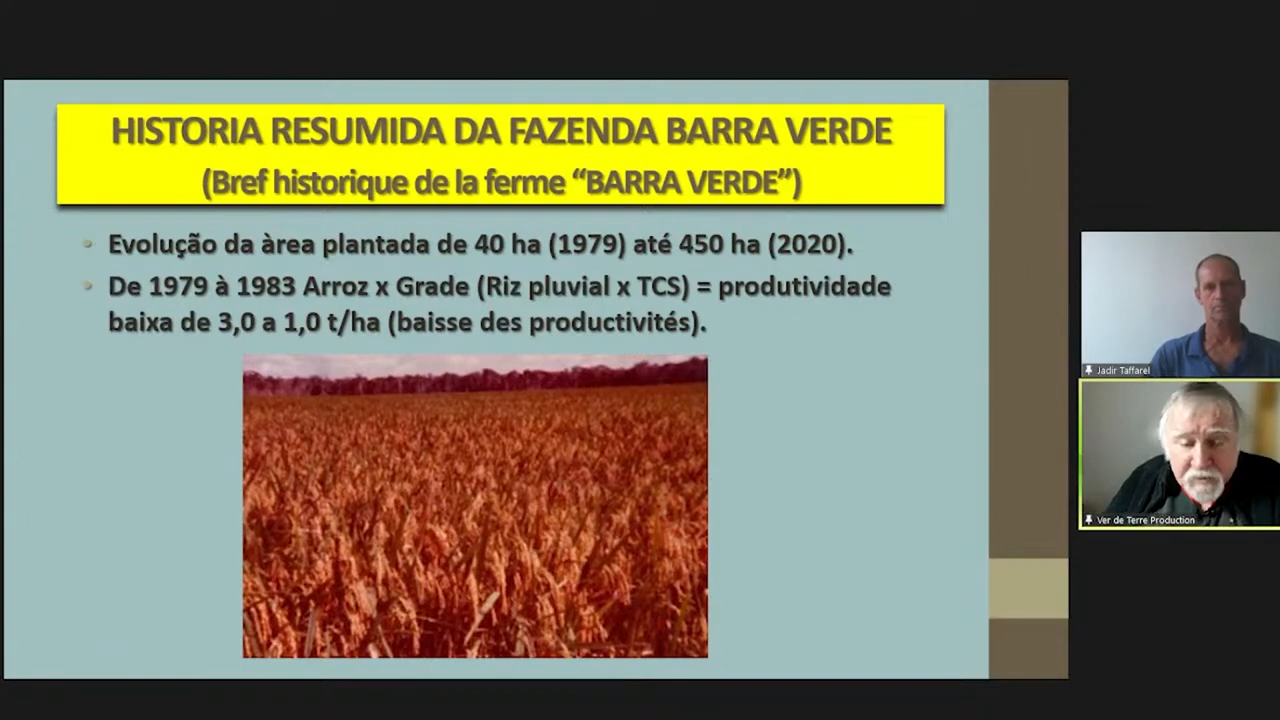 HISTORIA RESUMIDA DA FAZENDA BARRA VERDE
(Bref historique de la ferme “BARRA VERDE”)
• Evolução da àrea plantada de 40 ha (1979) até 450 ha (2020).
• De 1979 à 1983 Arroz x Grade (Riz pluvial x TCS) = produtividade
baixa de 3,0 a 1,0 t/ha (baisse des productivités).
Jadir Taffarel
Ver de Terre Production